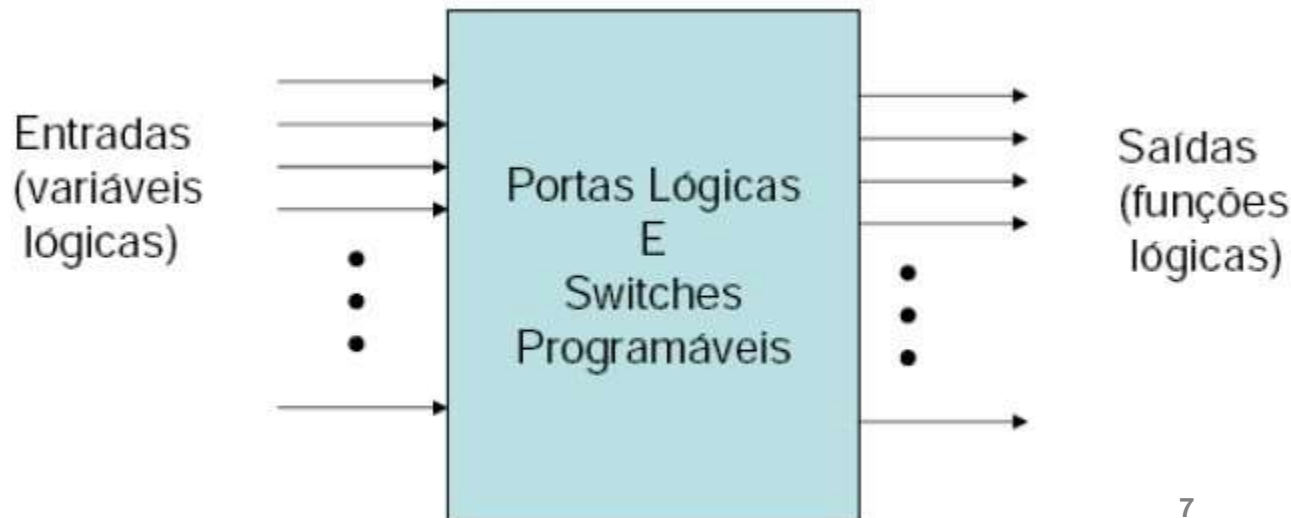 Entradas
(variáveis
lógicas)
Portas Lógicas
E
Switches
Programáveis
Saídas
(funções
lógicas)
7